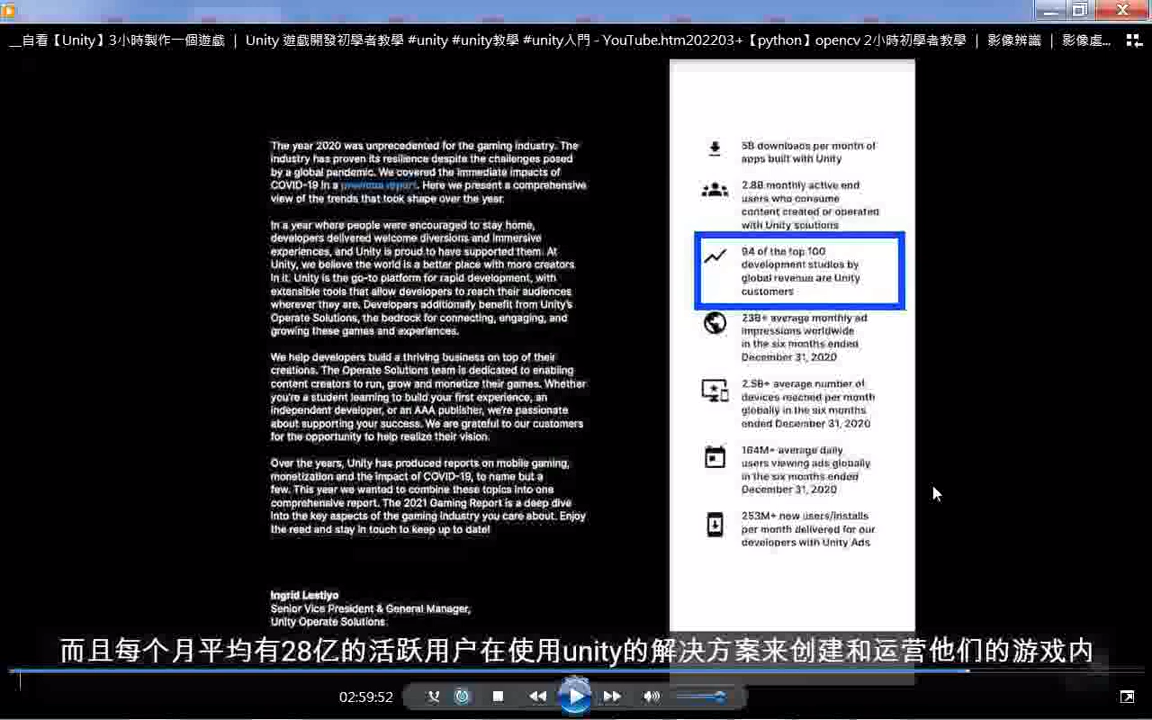 __自看【Unity】3小時製作一個遊戲 | Unity 遊戲開發初學者教學 #unity #unity教學 #unity入門 - YouTube.htm202203+【python】opencv 2小時初學者教學 | 影像辨識 | 影像處...
The year 2020 was unprecedented for the gaming industry. The
industry has proven its resilience despite the challenges posed
by a global pandemic. We covered the immediate impacts of
COVID-19 in a previous report. Here we present a comprehensive
view of the trends that took shape over the year.
In a year where people were encouraged to stay home,
developers delivered welcome diversions and immersive
experiences, and Unity is proud to have supported them. At
Unity, we believe the world is a better place with more creators
in it. Unity is the go-to platform for rapid development, with
extensible tools that allow developers to reach their audiences
wherever they are. Developers additionally benefit from Unity's
Operate Solutions, the bedrock for connecting, engaging, and
growing these games and experiences.
We help developers build a thriving business on top of their
creations. The Operate Solutions team is dedicated to enabling
content creators to run, grow and monetize their games. Whether
you're a student learning to build your first experience, an
independent developer, or an AAA publisher, we're passionate
about supporting your success. We are grateful to our customers
for the opportunity to help realize their vision.
Over the years, Unity has produced reports on mobile gaming,
monetization and the impact of COVID-19, to name but a
few. This year we wanted to combine these topics into one
comprehensive report. The 2021 Gaming Report is a deep dive
into the key aspects of the gaming industry you care about. Enjoy
the read and stay in touch to keep up to date!
Ingrid Lestiyo
Senior Vice President & General Manager,
Unity Operate Solutions
5B downloads per month of
apps built with Unity
2.8B monthly active end
users who consume
content created or operated
with Unity solutions
94 of the top 100
development studios by
global revenue are Unity
customers
23B+ average monthly ad
impressions worldwide
in the six months ended
December 31, 2020
2.5B+ average number of
devices reached per month
globally in the six months
ended December 31, 2020
164M+ average daily
users viewing ads globally
in the six months ended
December 31, 2020
253M+ new users/installs
per month delivered for our
developers with Unity Ads
而且每个月平均有28亿的活跃用户在使用unity的解决方案来创建和运营他们的游戏内
02:59:52